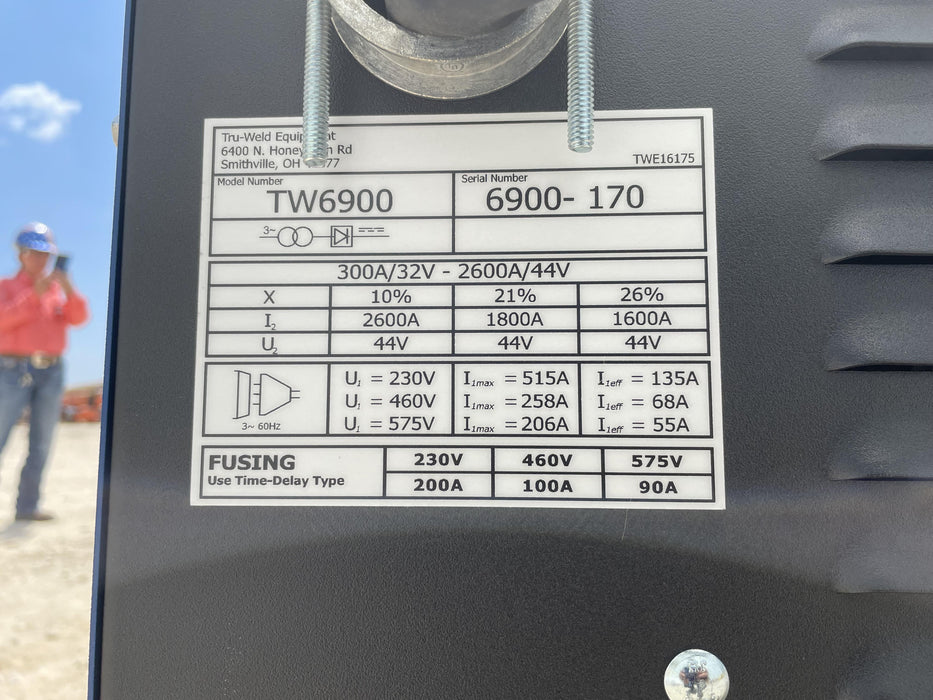 Tru-Weld
6400 N. Rd
Smithville, OH
TWE16175
Model Number
TW6900
Serial Number
6900- 170
3~
300A/32V - 2600A/44V
X 10% 21% 26%
I2 2600A 1800A 1600A
U2 44V 44V 44V
U1 = 230V I1max = 515A I1eff = 135A
U1 = 460V I1max = 258A I1eff = 68A
U1 = 575V I1max = 206A I1eff = 55A
3~ 60Hz
FUSING 230V 460V 575V
Use Time-Delay Type 200A 100A 90A